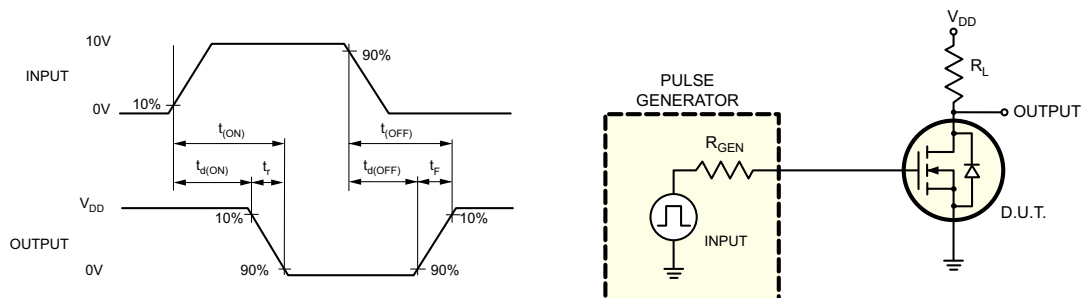 10V
90%
INPUT
10%
0V
t(ON)
t(OFF)
td(ON)
tr
td(OFF)
tF
VDD
10%
10%
OUTPUT
0V
90%
90%
VDD
RL
PULSE
GENERATOR
OUTPUT
RGEN
D.U.T.
INPUT